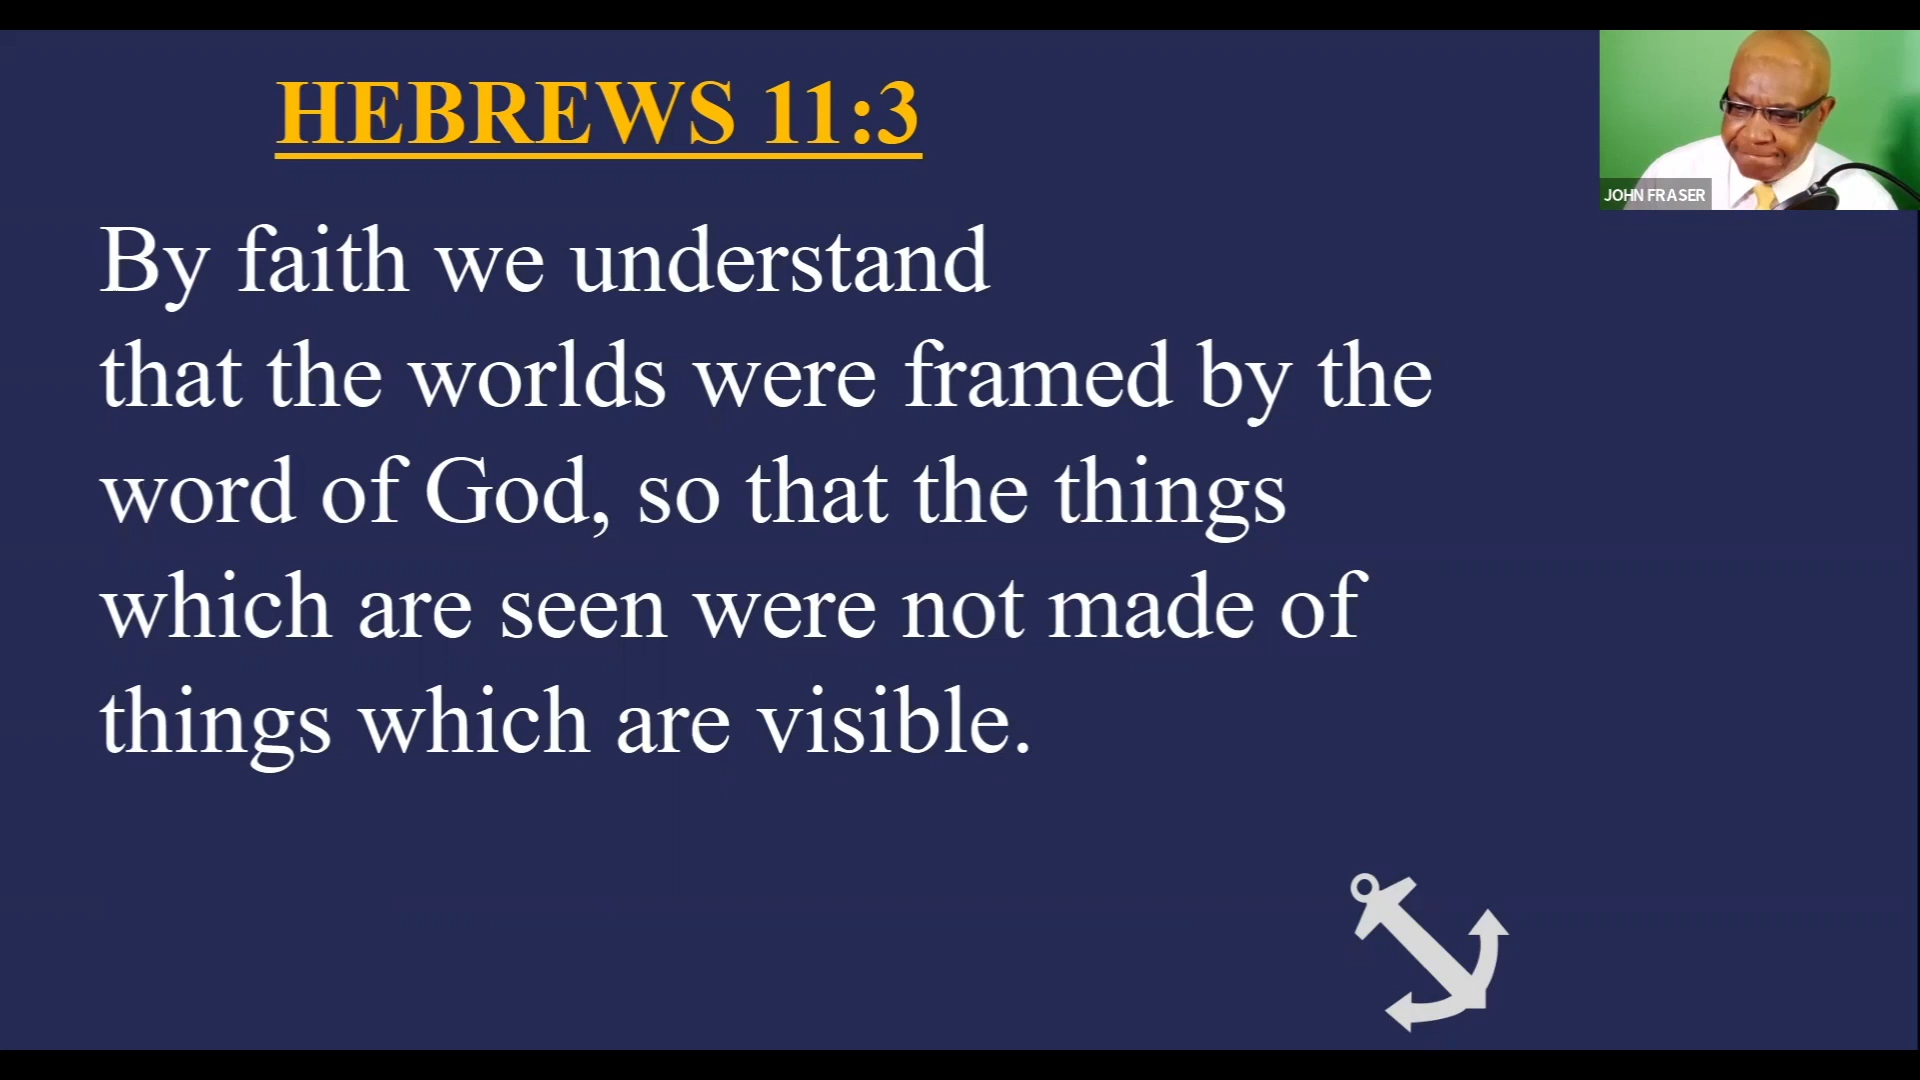 HEBREWS 11:3
JOHN FRASER
By faith we understand
that the worlds were framed by the
word of God, so that the things
which are seen were not made of
things which are visible.